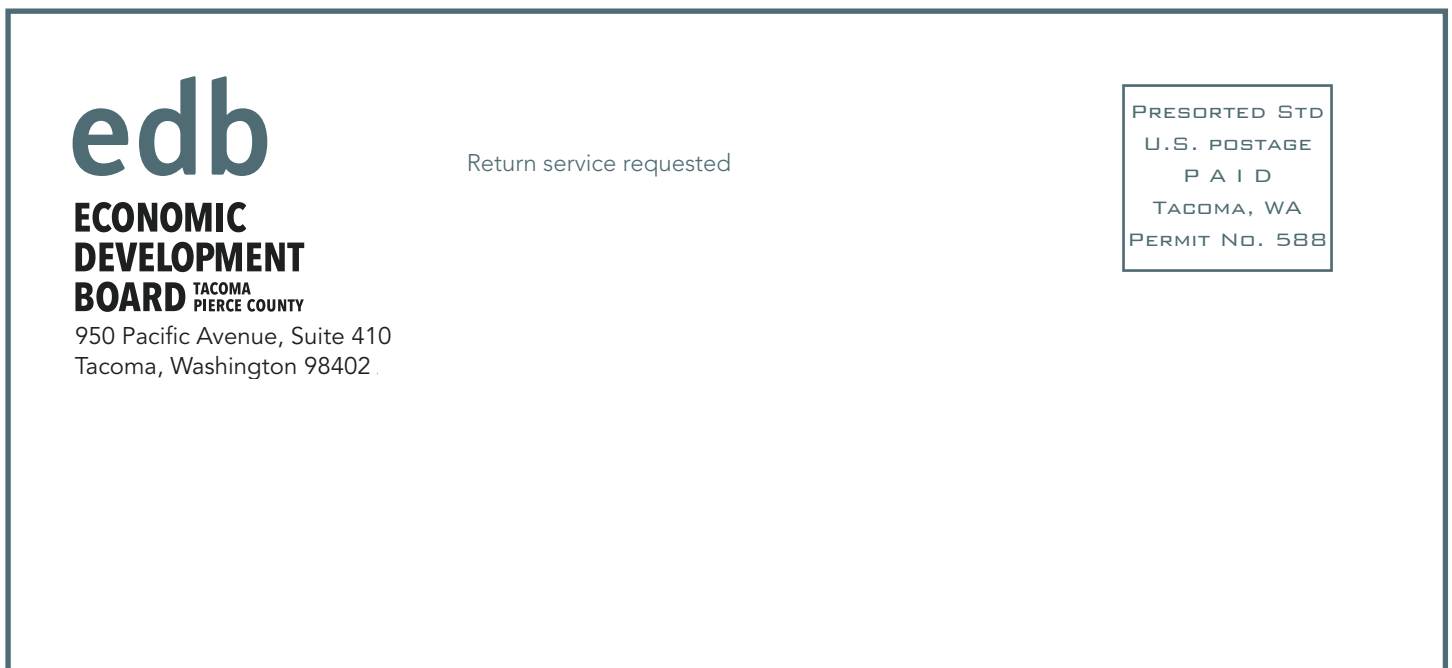 edb
ECONOMIC
DEVELOPMENT
BOARD TACOMA
PIERCE COUNTY
950 Pacific Avenue, Suite 410
Tacoma, Washington 98402
Return service requested
PRESORTED STD
U.S. POSTAGE
PAID
TACOMA, WA
PERMIT NO. 588